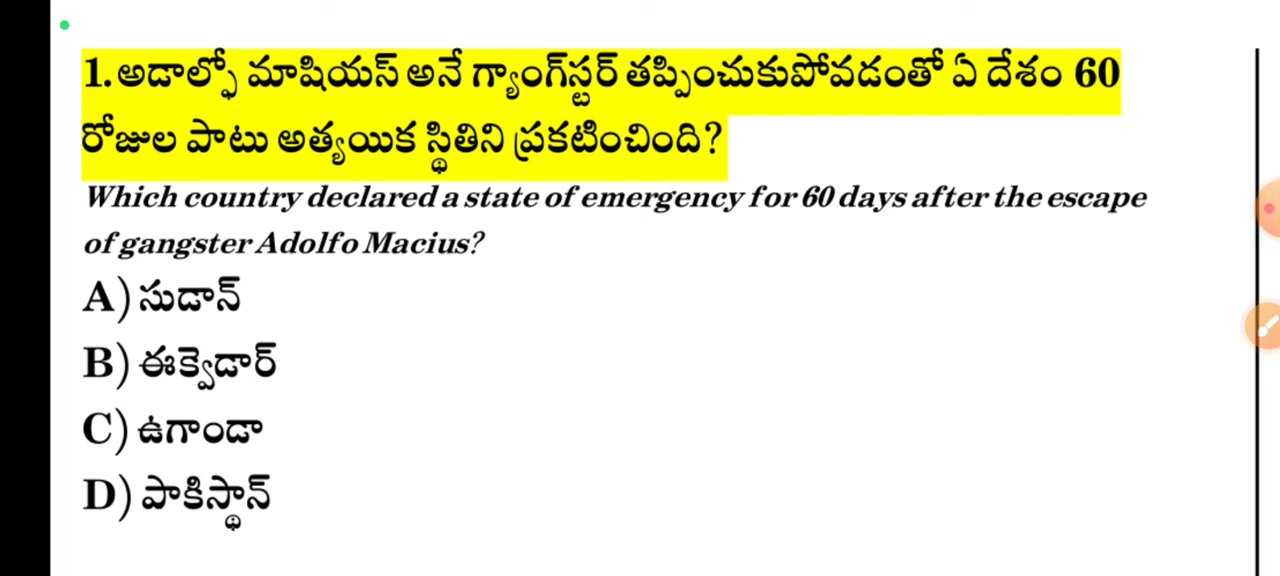 1.అడాల్ఫో మాషియస్ అనే గ్యాంగ్‌స్టర్ తప్పించుకుపోవడంతో ఏ దేశం 60
రోజుల పాటు అత్యయిక స్థితిని ప్రకటించింది?
Which country declared a state of emergency for 60 days after the escape
of gangster Adolfo Macius?
A) సుడాన్
B) ఈక్వెడార్
C) ఉగాండా
D) పాకిస్థాన్